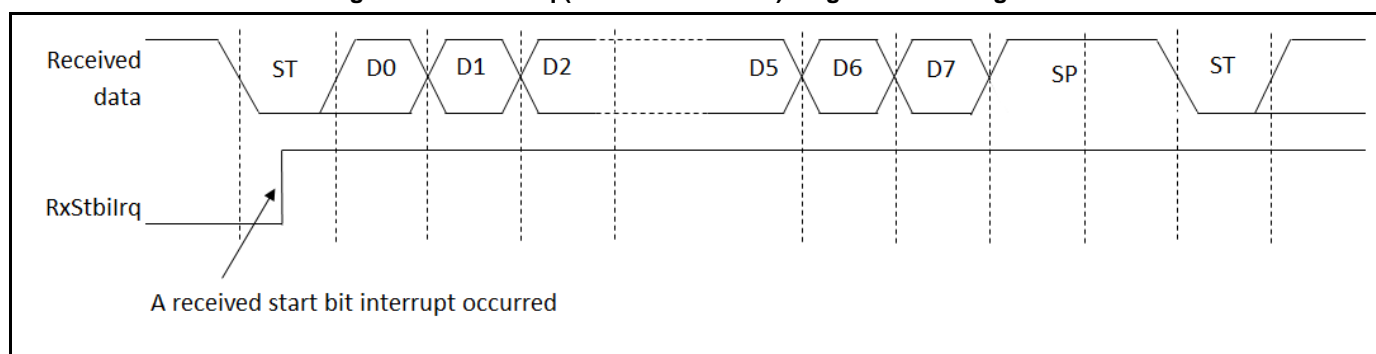 Received data
ST D0 D1 D2 D5 D6 D7 SP ST
RxStbiIrq
A received start bit interrupt occurred